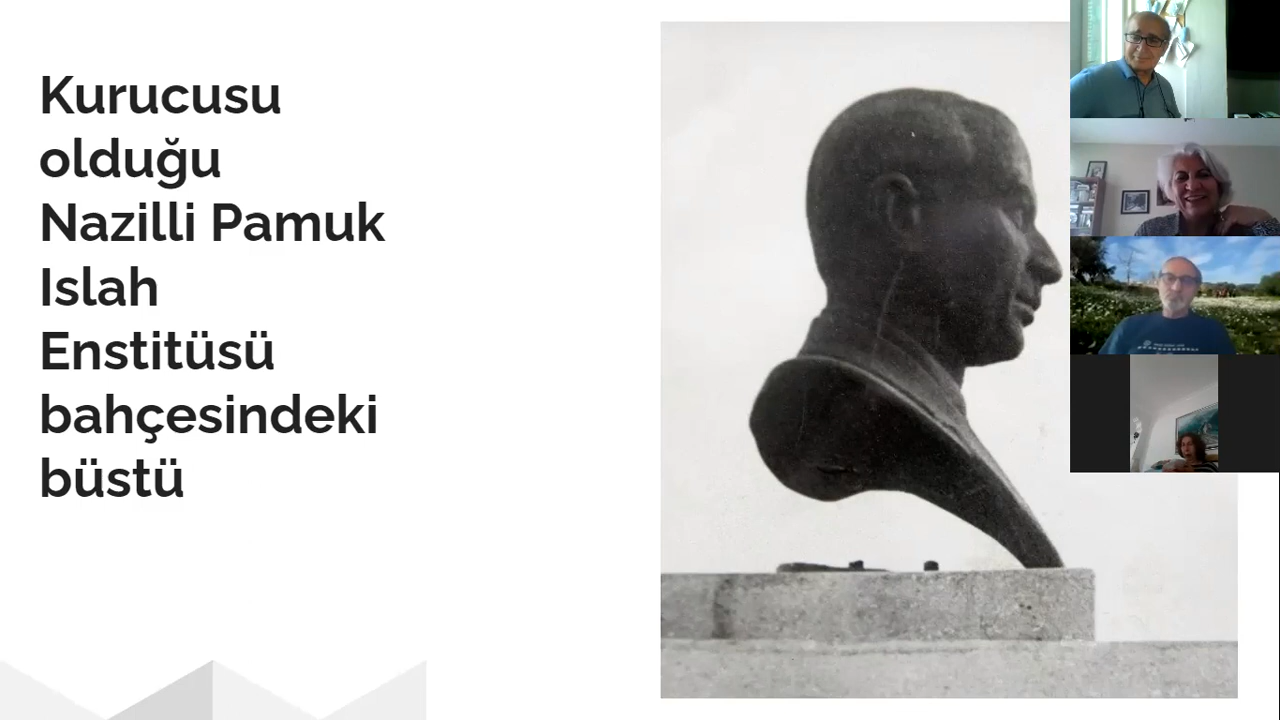 Kurucusu
olduğu
Nazilli Pamuk
Islah
Enstitüsü
bahçesindeki
büstü